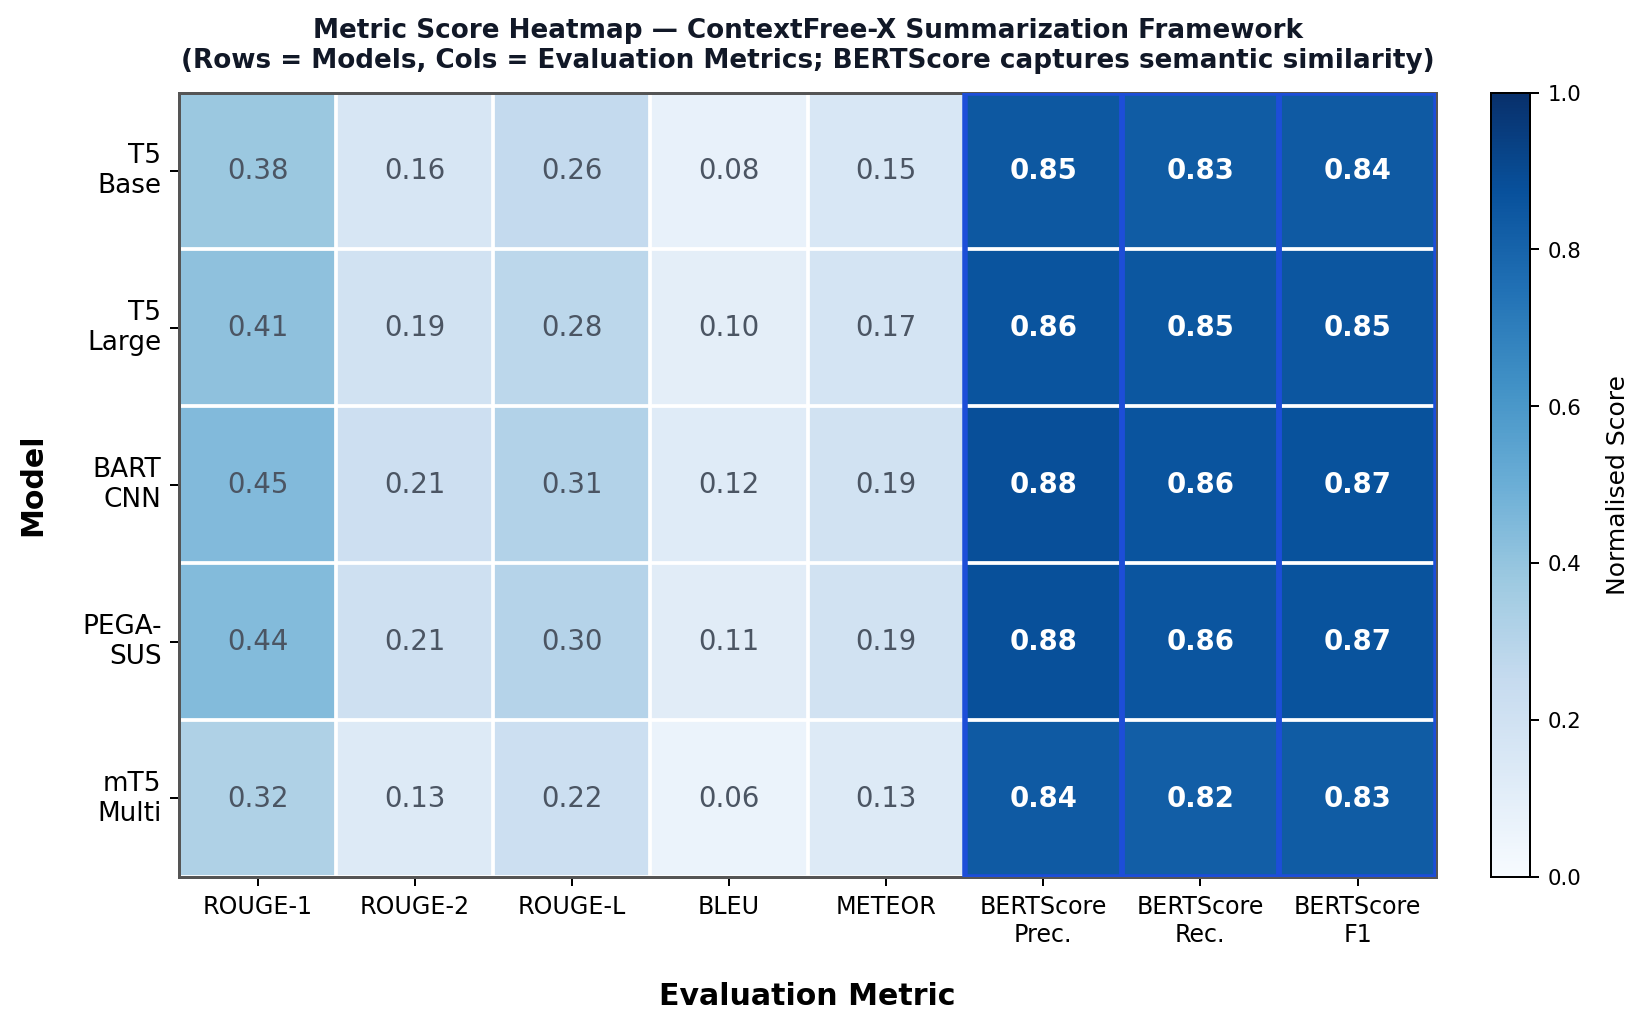 Metric Score Heatmap — ContextFree-X Summarization Framework
(Rows = Models, Cols = Evaluation Metrics; BERTScore captures semantic similarity)
T5
Base
0.38 0.16 0.26 0.08 0.15 0.85 0.83 0.84
T5
Large
0.41 0.19 0.28 0.10 0.17 0.86 0.85 0.85
BART
CNN
0.45 0.21 0.31 0.12 0.19 0.88 0.86 0.87
PEGA-
SUS
0.44 0.21 0.30 0.11 0.19 0.88 0.86 0.87
mT5
Multi
0.32 0.13 0.22 0.06 0.13 0.84 0.82 0.83
Model
ROUGE-1 ROUGE-2 ROUGE-L BLEU METEOR BERTScore BERTScore BERTScore
Prec. Rec. F1
Evaluation Metric
1.0
0.8
0.6
0.4
0.2
0.0
Normalised Score